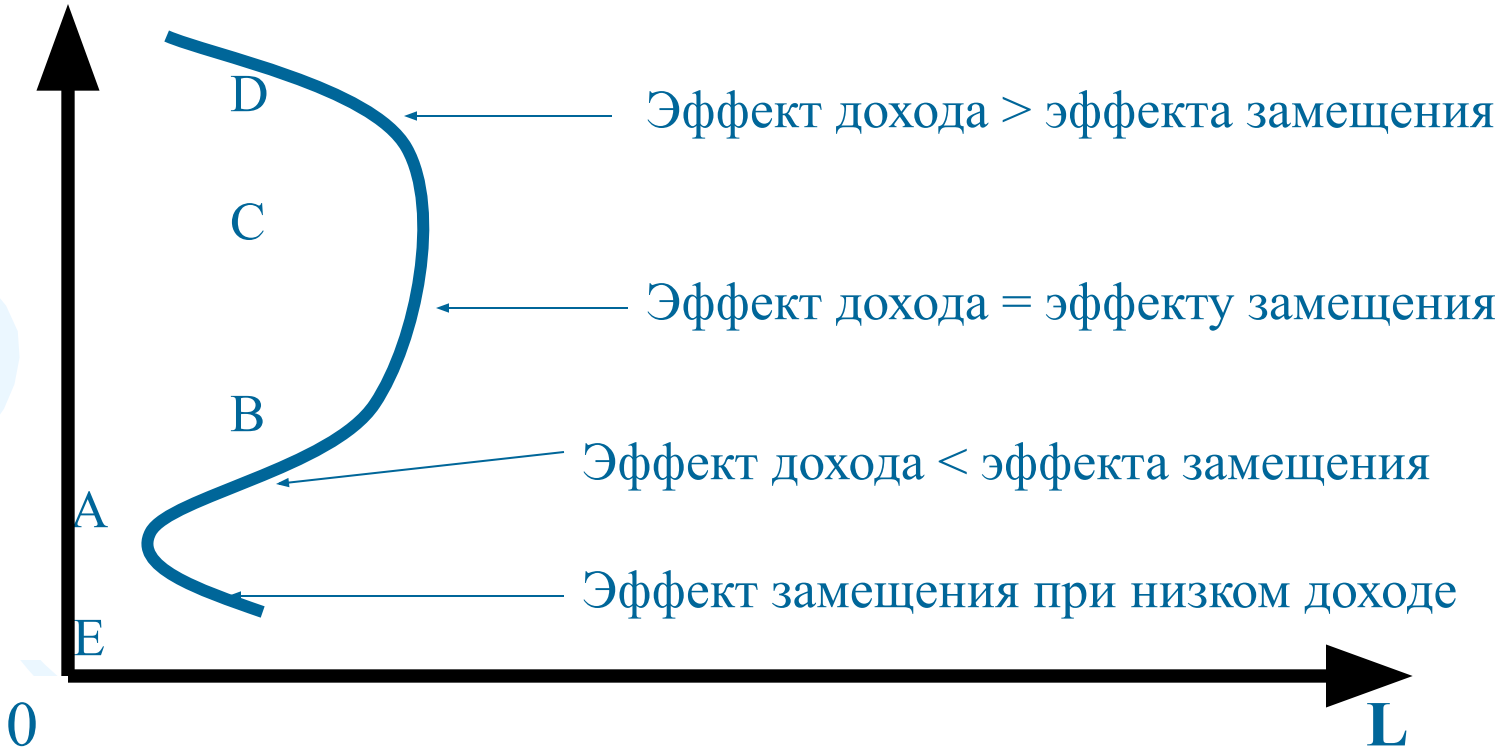 D
Эффект дохода > эффекта замещения
C
Эффект дохода = эффекту замещения
B
Эффект дохода < эффекта замещения
A
Эффект замещения при низком доходе
E
0
L